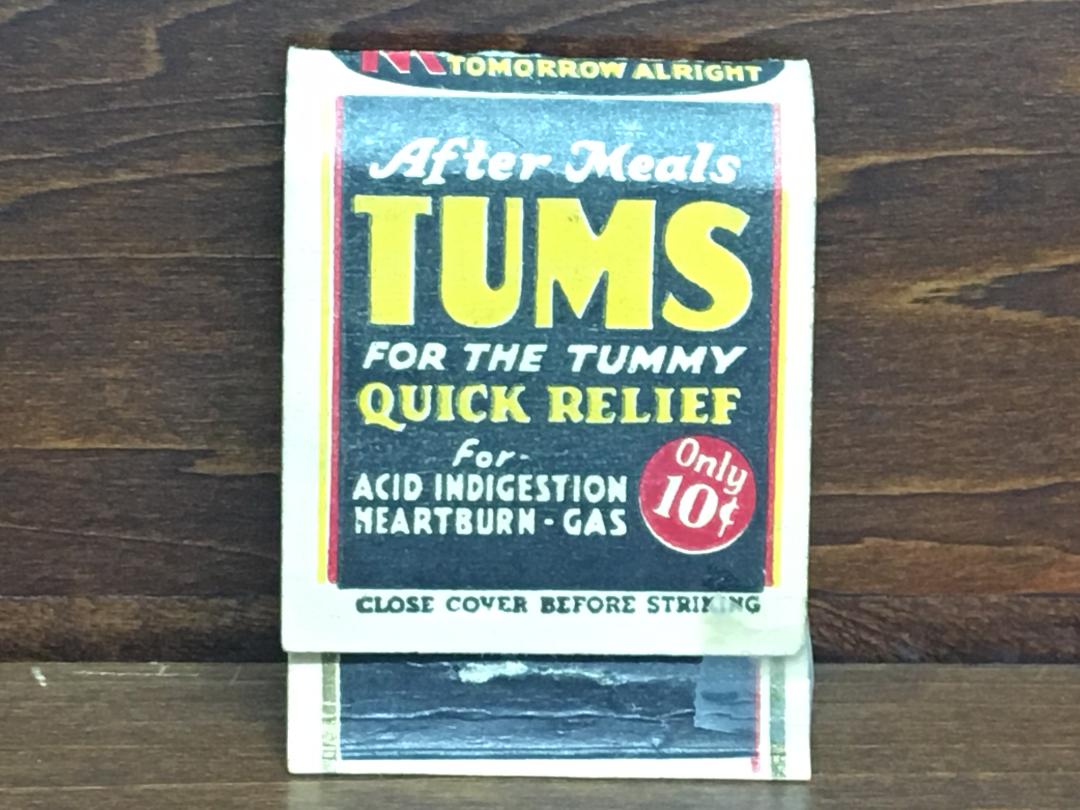 TOMORROW ALRIGHT
After Meals
TUMS
FOR THE TUMMY
QUICK RELIEF
for-
ACID INDIGESTION
HEARTBURN - GAS
Only
10¢
CLOSE COVER BEFORE STRIKING